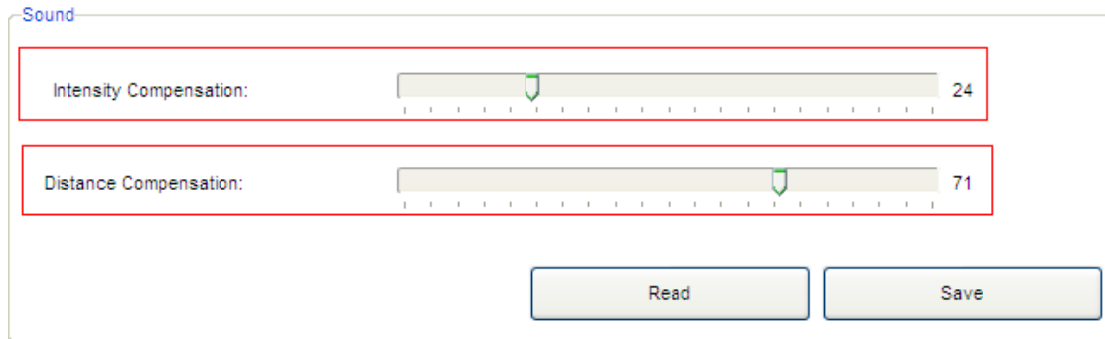 Sound
Intensity Compensation: 24
Distance Compensation: 71
Read Save